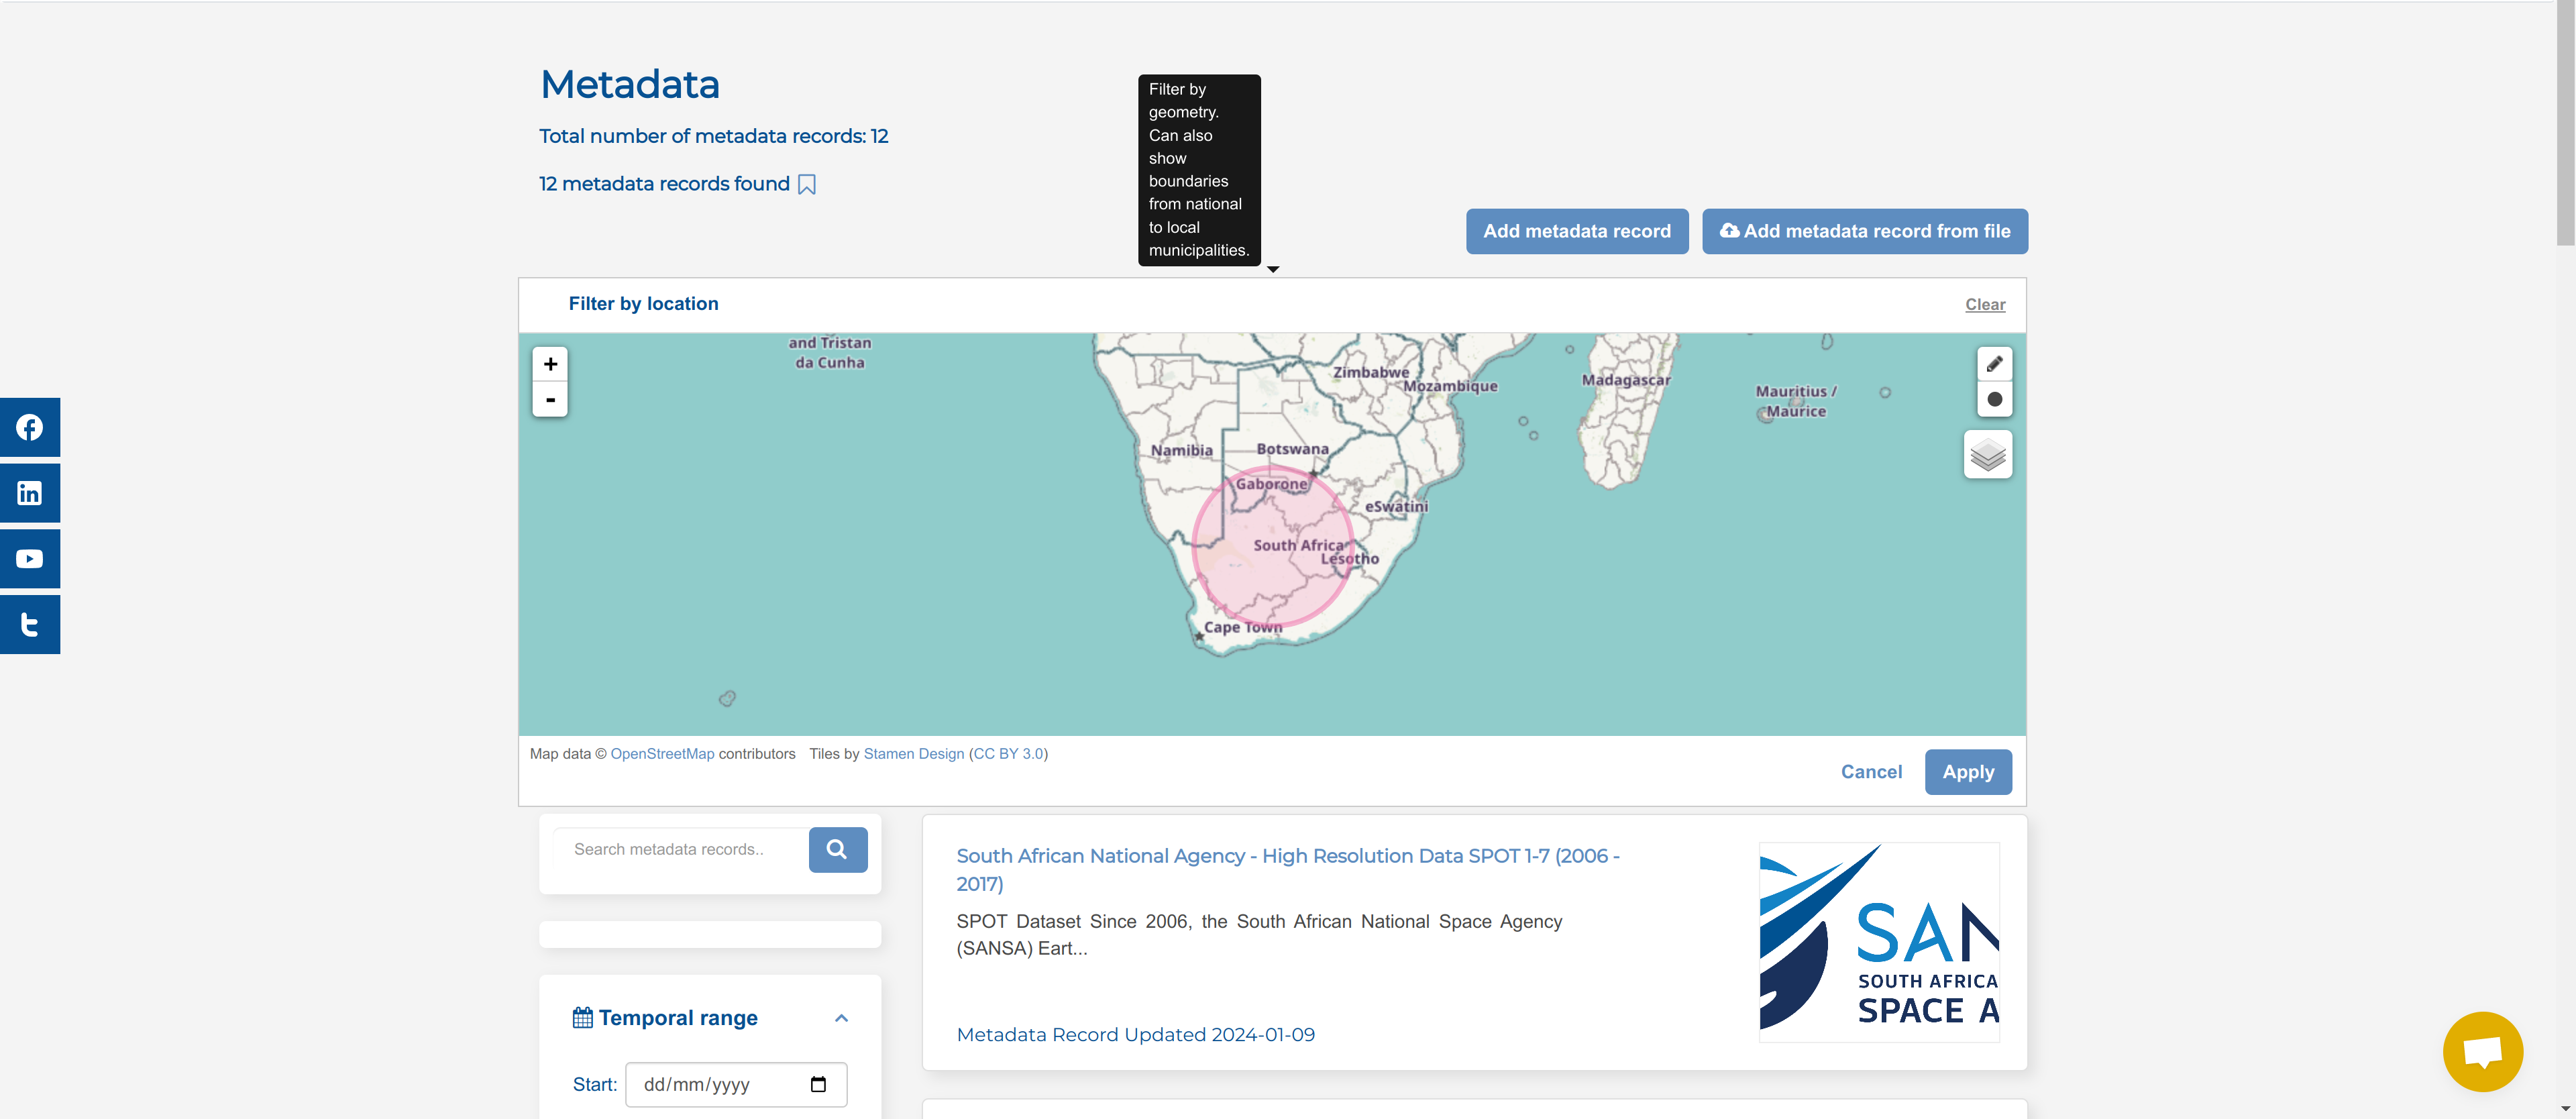 Metadata
Total number of metadata records: 12
12 metadata records found
Filter by
geometry.
Can also
show
boundaries
from national
to local
municipalities.
Add metadata record
Add metadata record from file
Filter by location
Clear
+
-
and Tristan
da Cunha
Zimbabwe
Mozambique
Madagascar
Mauritius /
Maurice
Namibia
Botswana
Gaborone
eSwatini
South Africa
Lesotho
Cape Town
Map data © OpenStreetMap contributors Tiles by Stamen Design (CC BY 3.0)
Cancel
Apply
Search metadata records..
South African National Agency - High Resolution Data SPOT 1-7 (2006 -
2017)
SPOT Dataset Since 2006, the South African National Space Agency
(SANSA) Eart...
Metadata Record Updated 2024-01-09
SAN
SOUTH AFRICA
SPACE A
Temporal range
Start: dd/mm/yyyy